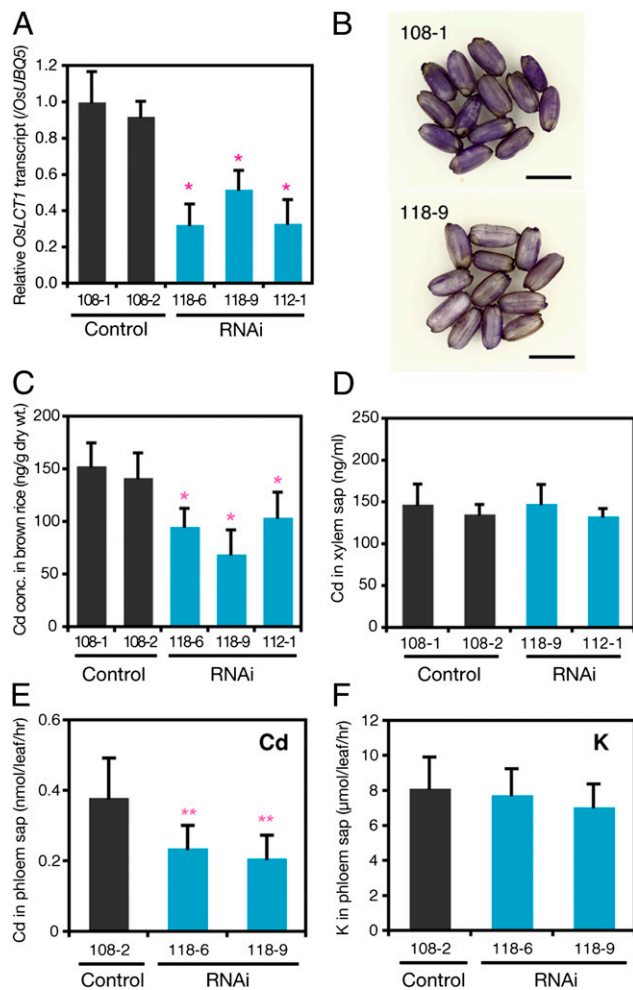 A
Relative OsLCT1 transcript (/OsUBQ5)
1.2
1.0
0.8
0.6
0.4
0.2
0.0
*
*
*
108-1 108-2 118-6 118-9 112-1
Control RNAi
B
108-1
118-9
C
Cd conc. in brown rice (ng/g dry wt.)
200
150
100
50
0
*
*
*
108-1 108-2 118-6 118-9 112-1
Control RNAi
D
Cd in xylem sap (ng/ml)
250
200
150
100
50
0
108-1 108-2 118-9 112-1
Control RNAi
E
Cd in phloem sap (nmol/leaf/hr)
0.6
0.4
0.2
0
Cd
**
**
108-2 118-6 118-9
Control RNAi
F
K in phloem sap (μmol/leaf/hr)
12
10
8
6
4
2
0
K
108-2 118-6 118-9
Control RNAi